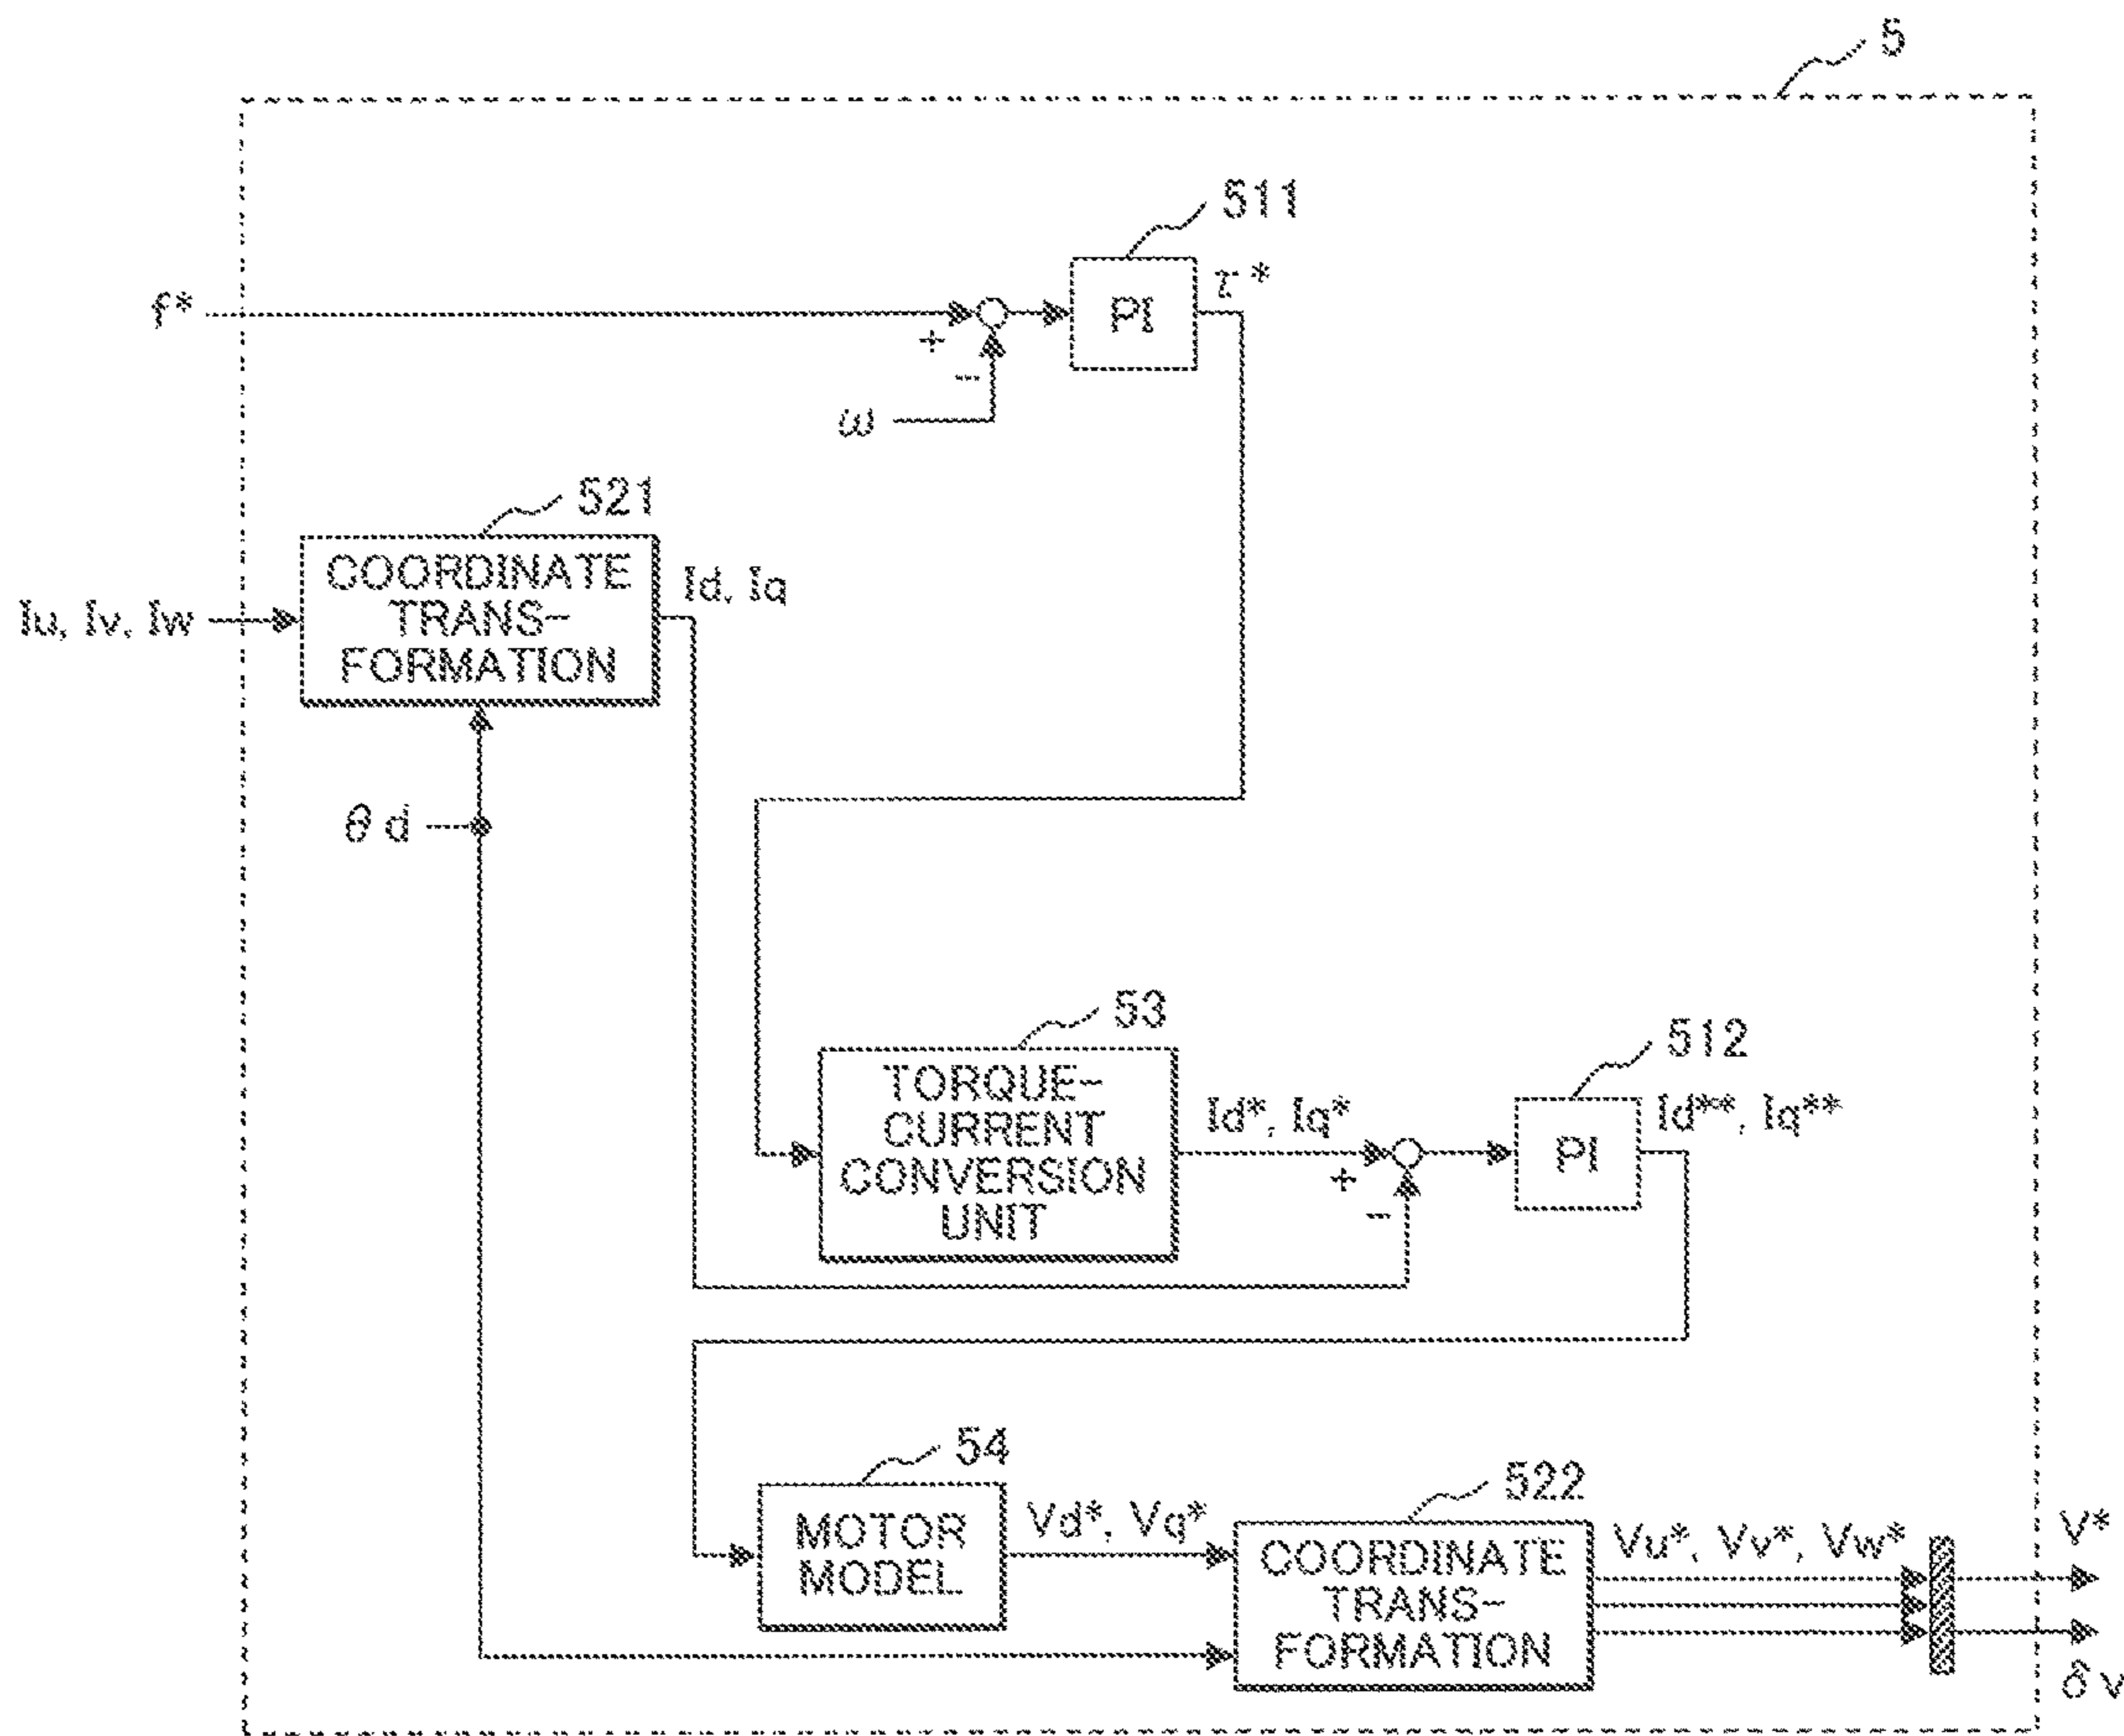 5
511
f*
+
-
PI
τ*
ω
521
COORDINATE
TRANS-
FORMATION
Id, Iq
Iu, Iv, Iw
θd
53
TORQUE-
CURRENT
CONVERSION
UNIT
Id*, Iq*
+
-
512
PI
Id**, Iq**
54
MOTOR
MODEL
Vd*, Vq*
522
COORDINATE
TRANS-
FORMATION
Vu*, Vv*, Vw*
V*
δv